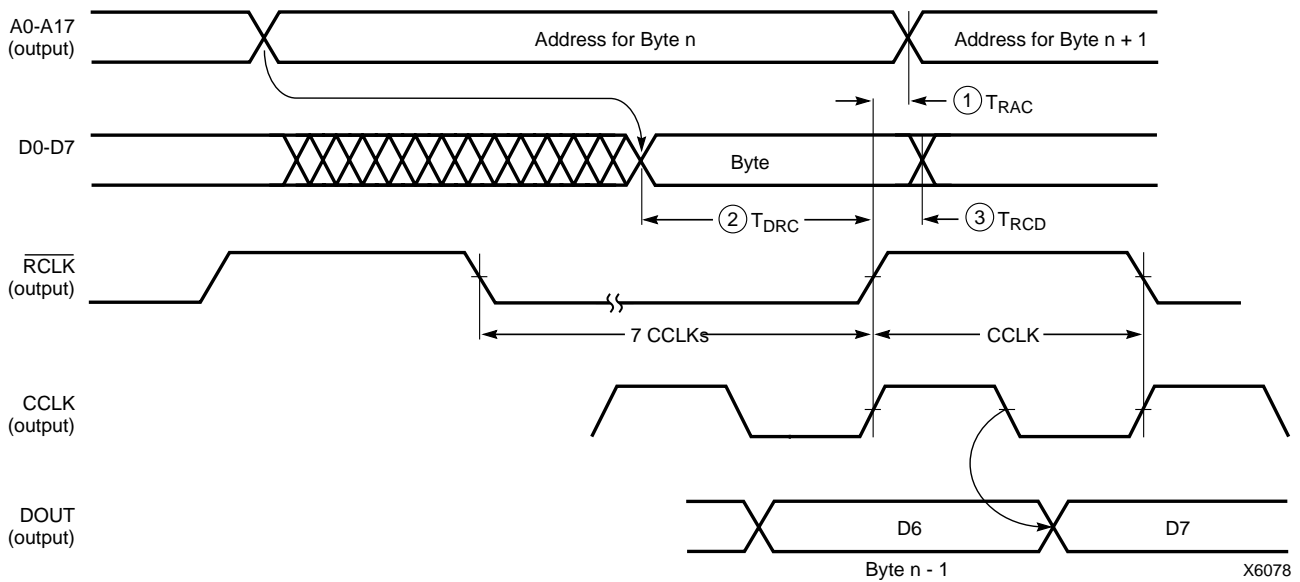 A0-A17
(output)
Address for Byte n
Address for Byte n + 1
1 TRAC
D0-D7
Byte
2 TDRC
3 TRCD
RCLK
(output)
7 CCLKs
CCLK
CCLK
(output)
DOUT
(output)
D6
D7
Byte n - 1
X6078